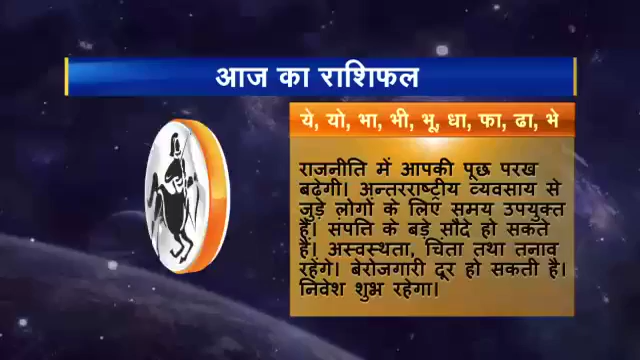 आज का राशिफल
ये, यो, भा, भी, भू, धा, फा, ढा, भे
राजनीति में आपकी पूछ परख
बढ़ेगी। अन्तरराष्ट्रीय व्यवसाय से
जुड़े लोगों के लिए समय उपयुक्त
है। संपति के बड़े सौदे हो सकते
हैं। अस्वस्थता, चिंता तथा तनाव
रहेंगे। बेरोजगारी दूर हो सकती है।
निवेश शुभ रहेगा।